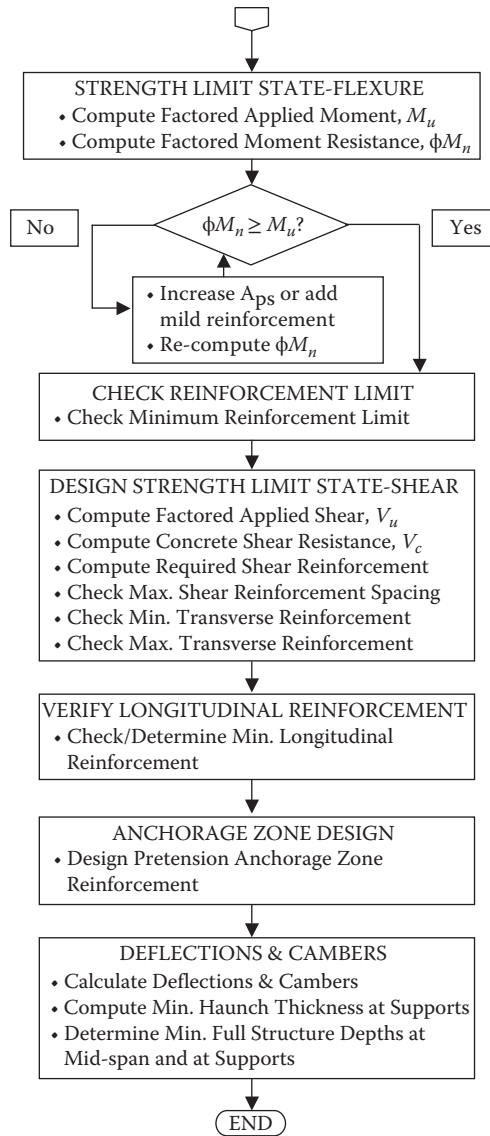 STRENGTH LIMIT STATE-FLEXURE
• Compute Factored Applied Moment, Mu
• Compute Factored Moment Resistance, ϕMn
No
ϕMn ≥ Mu?
Yes
• Increase Aps or add
mild reinforcement
• Re-compute ϕMn
CHECK REINFORCEMENT LIMIT
• Check Minimum Reinforcement Limit
DESIGN STRENGTH LIMIT STATE-SHEAR
• Compute Factored Applied Shear, Vu
• Compute Concrete Shear Resistance, Vc
• Compute Required Shear Reinforcement
• Check Max. Shear Reinforcement Spacing
• Check Min. Transverse Reinforcement
• Check Max. Transverse Reinforcement
VERIFY LONGITUDINAL REINFORCEMENT
• Check/Determine Min. Longitudinal
Reinforcement
ANCHORAGE ZONE DESIGN
• Design Pretension Anchorage Zone
Reinforcement
DEFLECTIONS & CAMBERS
• Calculate Deflections & Cambers
• Compute Min. Haunch Thickness at Supports
• Determine Min. Full Structure Depths at
Mid-span and at Supports
END